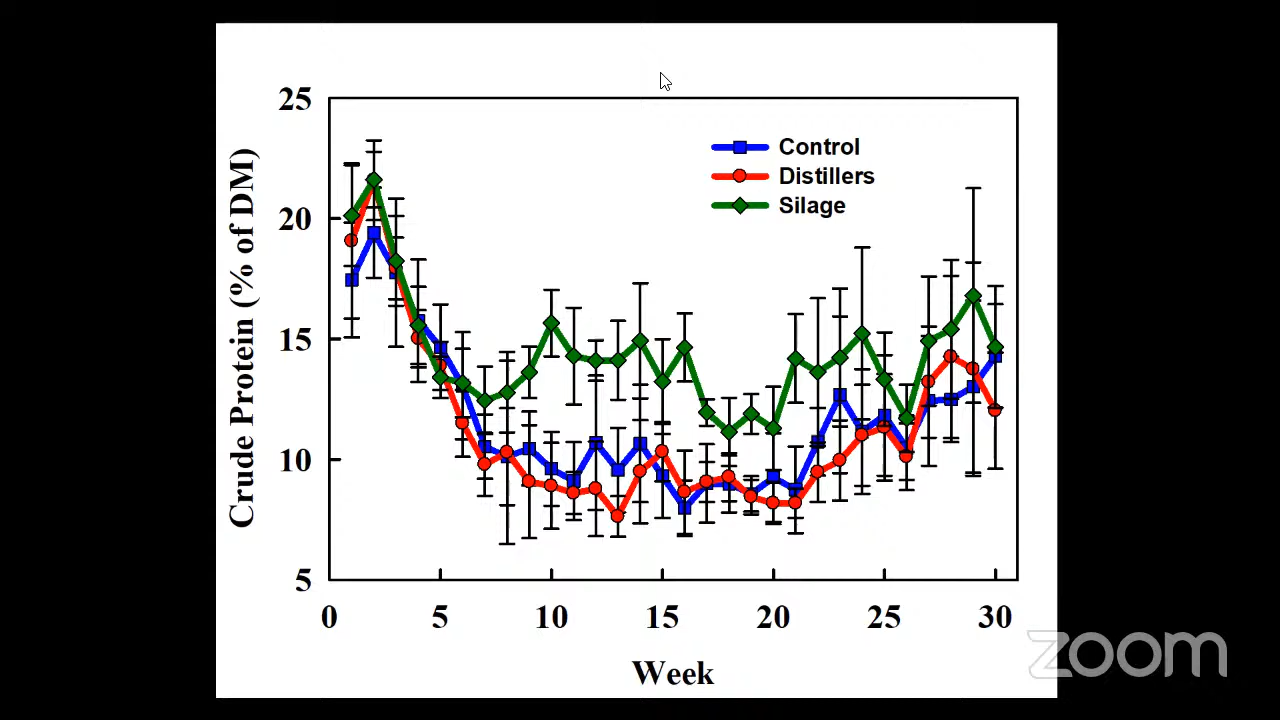 Crude Protein (% of DM)
25
20
15
10
5
Control
Distillers
Silage
0 5 10 15 20 25 30
Week
zoom